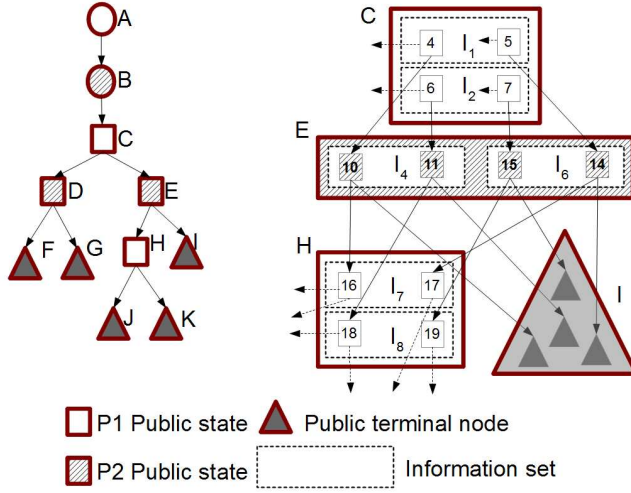 A
B
C
D
E
F
G
H
I
J
K
C
4
I1
5
6
I2
7
E
10
I4
11
15
I6
14
H
16
I7
17
18
I8
19
I
P1 Public state
Public terminal node
P2 Public state
Information set